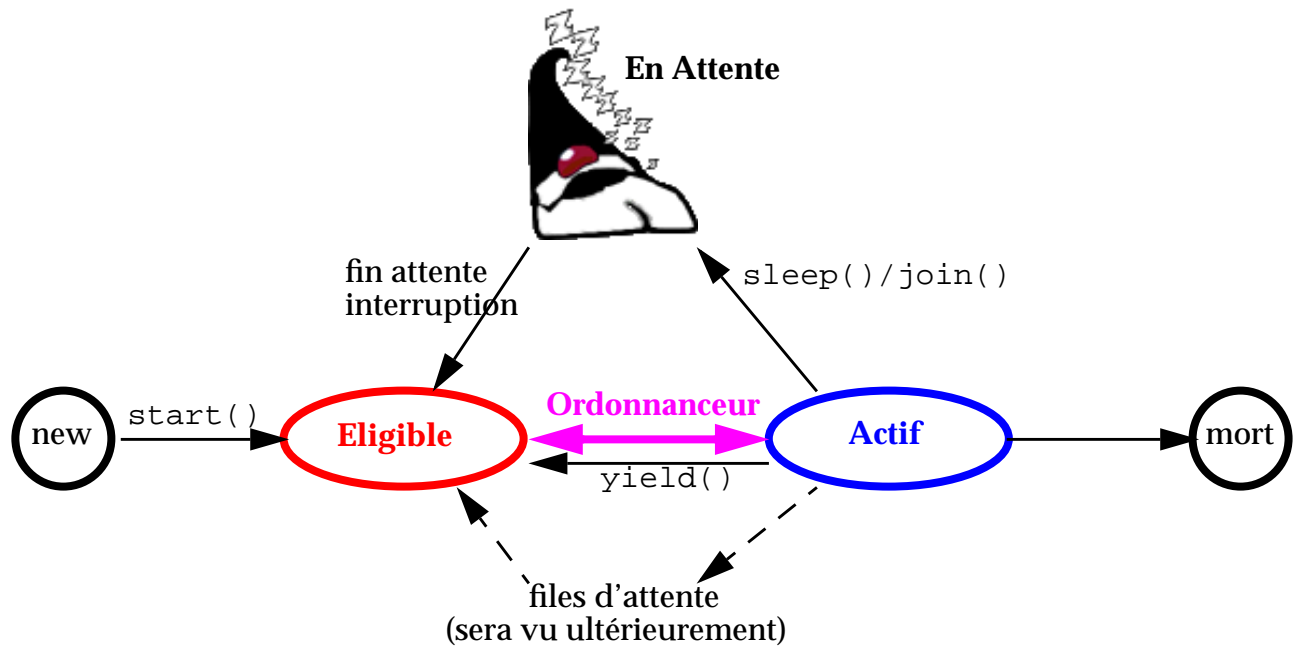 En Attente
fin attente
interruption
sleep()/join()
new
start()
Eligible
Ordonnanceur
yield()
Actif
mort
files d'attente
(sera vu ultérieurement)